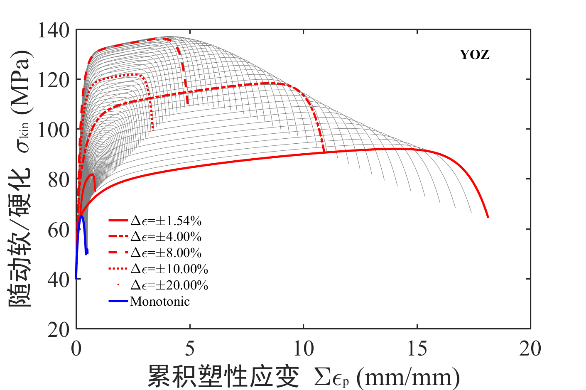 140
120
100
80
60
40
20
随动软/硬化 σkin (MPa)
YOZ
Δϵ=±1.54%
Δϵ=±4.00%
Δϵ=±8.00%
Δϵ=±10.00%
Δϵ=±20.00%
Monotonic
0 5 10 15 20
累积塑性应变 Σϵp (mm/mm)